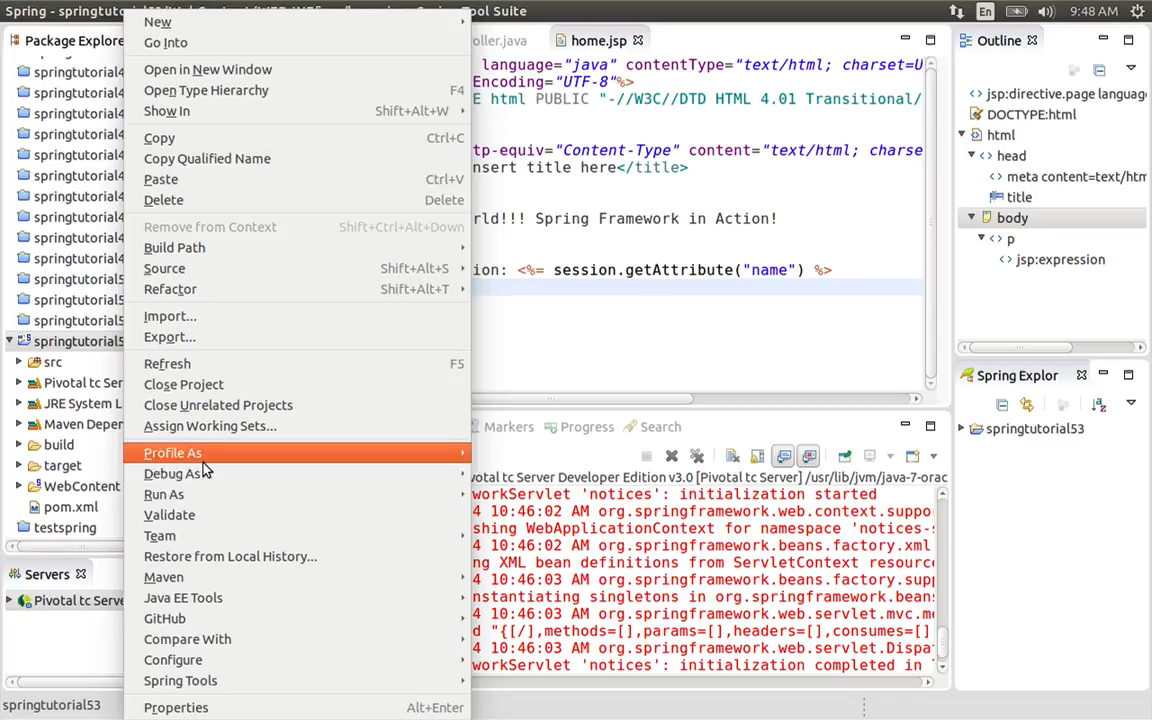 Spring - springtutorial
Tool Suite
En
9:48 AM
Package Explore
springtutorial4
springtutorial4
springtutorial4
springtutorial4
springtutorial4
springtutorial4
springtutorial4
springtutorial4
springtutorial4
springtutorial4
springtutorial5
springtutorial5
springtutorial5
springtutorial5
src
Pivotal tc Ser
JRE System L
Maven Depen
build
target
WebContent
pom.xml
testspring
Servers
Pivotal tc Serve
springtutorial53
New
Go Into
Open in New Window
Open Type Hierarchy F4
Show In Shift+Alt+W
Copy Ctrl+C
Copy Qualified Name
Paste Ctrl+V
Delete Delete
Remove from Context Shift+Ctrl+Alt+Down
Build Path
Source Shift+Alt+S
Refactor Shift+Alt+T
Import...
Export...
Refresh F5
Close Project
Close Unrelated Projects
Assign Working Sets...
Profile As
Debug As
Run As
Validate
Team
Restore from Local History...
Maven
Java EE Tools
GitHub
Compare With
Configure
Spring Tools
Properties Alt+Enter
oller.java
home.jsp
language="java" contentType="text/html; charset=U
Encoding="UTF-8"%>
E html PUBLIC "-//W3C//DTD HTML 4.01 Transitional/
tp-equiv="Content-Type" content="text/html; charse
nsert title here</title>
rld!!! Spring Framework in Action!
ion: <%= session.getAttribute("name") %>
Markers
Progress
Search
otal tc Server Developer Edition v3.0 [Pivotal tc Server] /usr/lib/jvm/java-7-orac
workServlet 'notices': initialization started
4 10:46:02 AM org.springframework.web.context.suppor
shing WebApplicationContext for namespace 'notices-s
4 10:46:02 AM org.springframework.beans.factory.xml.
ng XML bean definitions from ServletContext resource
4 10:46:03 AM org.springframework.beans.factory.supp
nstantiating singletons in org.springframework.beans
4 10:46:03 AM org.springframework.web.servlet.mvc.me
d "{[/],methods=[],params=[],headers=[],consumes=[]
4 10:46:03 AM org.springframework.web.servlet.Dispat
workServlet 'notices': initialization completed in
Outline
jsp:directive.page language
DOCTYPE:html
html
head
meta content=text/htm
title
body
p
jsp:expression
Spring Explor
springtutorial53